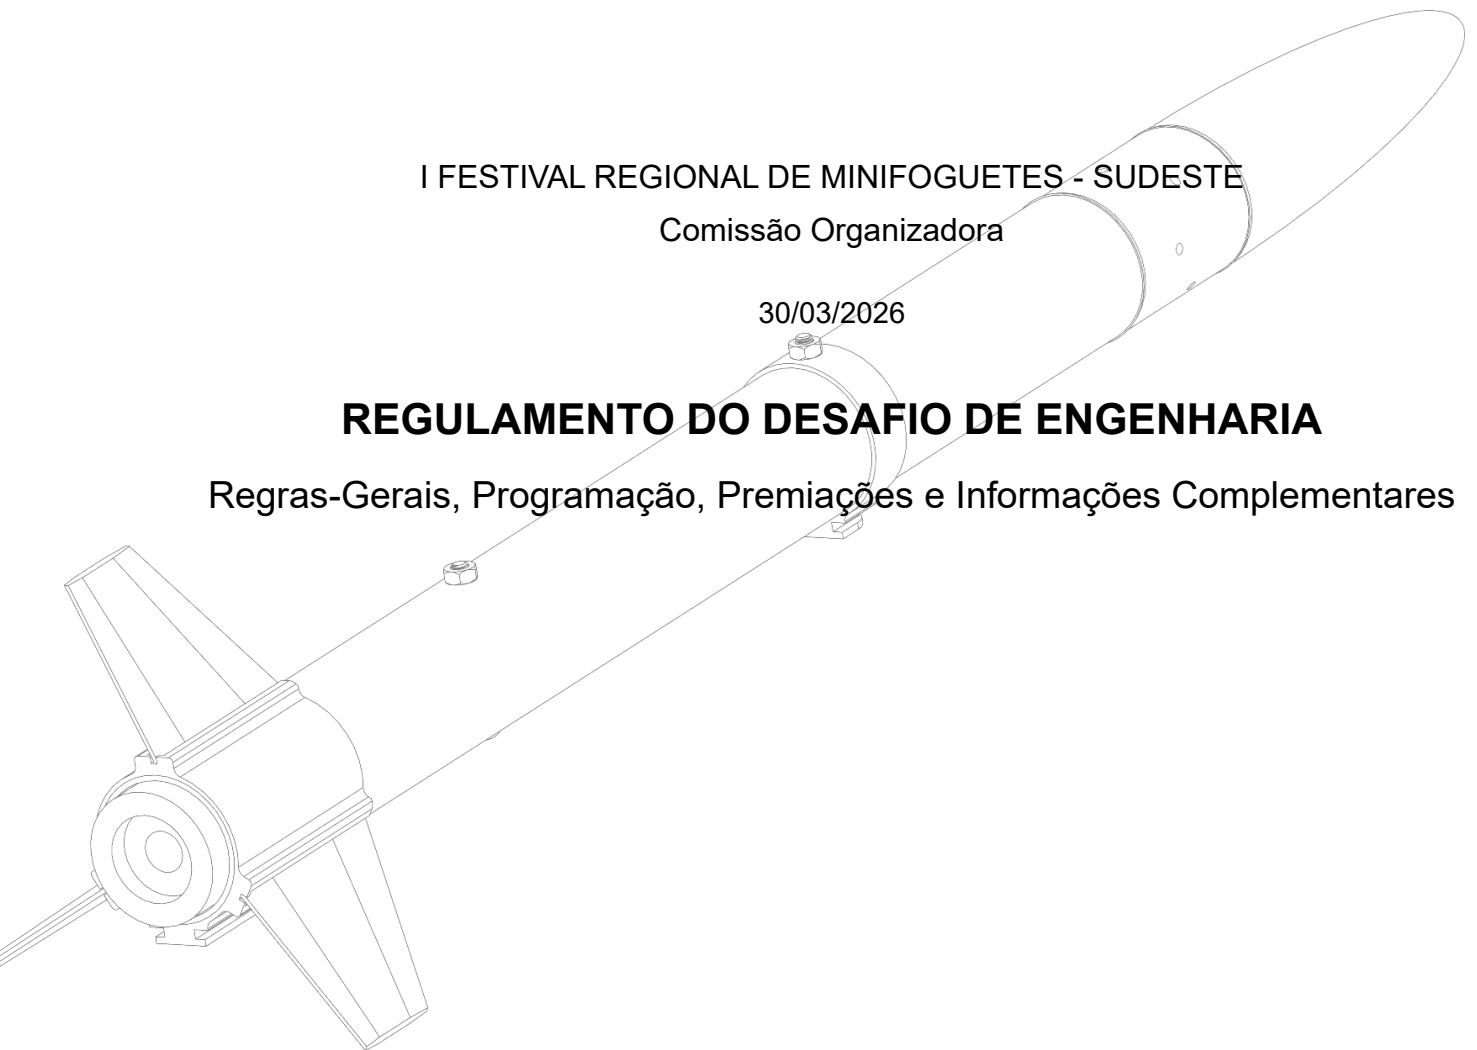 I FESTIVAL REGIONAL DE MINIFOGUETES - SUDESTE
Comissão Organizadora
30/03/2026
REGULAMENTO DO DESAFIO DE ENGENHARIA
Regras-Gerais, Programação, Premiações e Informações Complementares